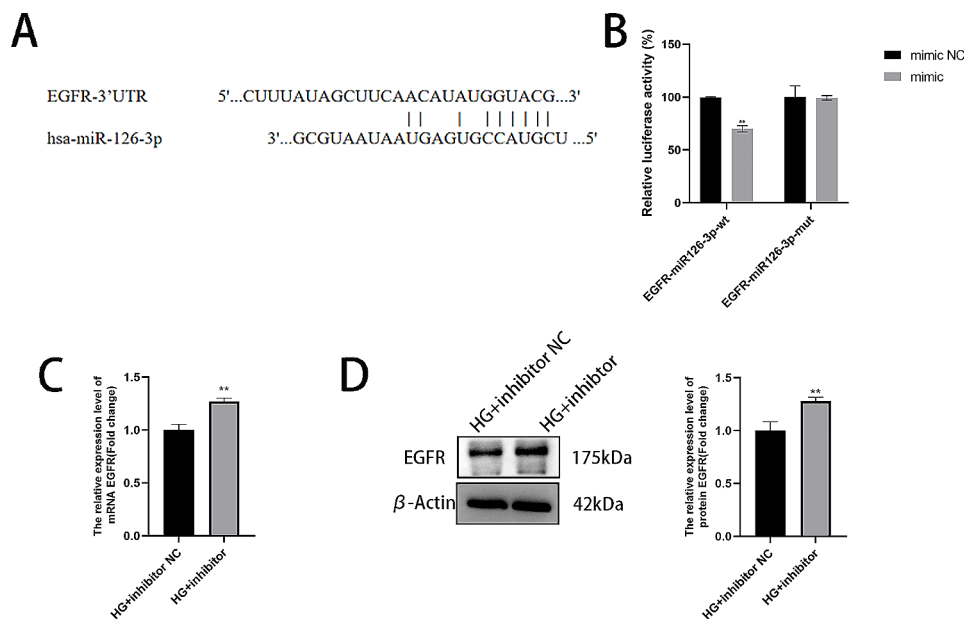 A
EGFR-3'UTR 5'...CUUUAUAGCUUCAACAUAUGGUACG...3'
hsa-miR-126-3p 3'...GCGUAAUAAUGAGUGCCAUGCU ...5'
B
Relative luciferase activity (%)
150
100
50
0
**
EGFR-miR126-3p-wt
EGFR-miR126-3p-mut
mimic NC
mimic
C
The relative expression level of
mRNA EGFR(Fold change)
1.5
1.0
0.5
0.0
**
HG+inhibitor NC
HG+inhibitor
D
HG+inhibitor NC
HG+inhibtor
EGFR 175kDa
β-Actin 42kDa
The relative expression level of
protein EGFR(Fold change)
1.5
1.0
0.5
0.0
**
HG+inhibitor NC
HG+inhibitor